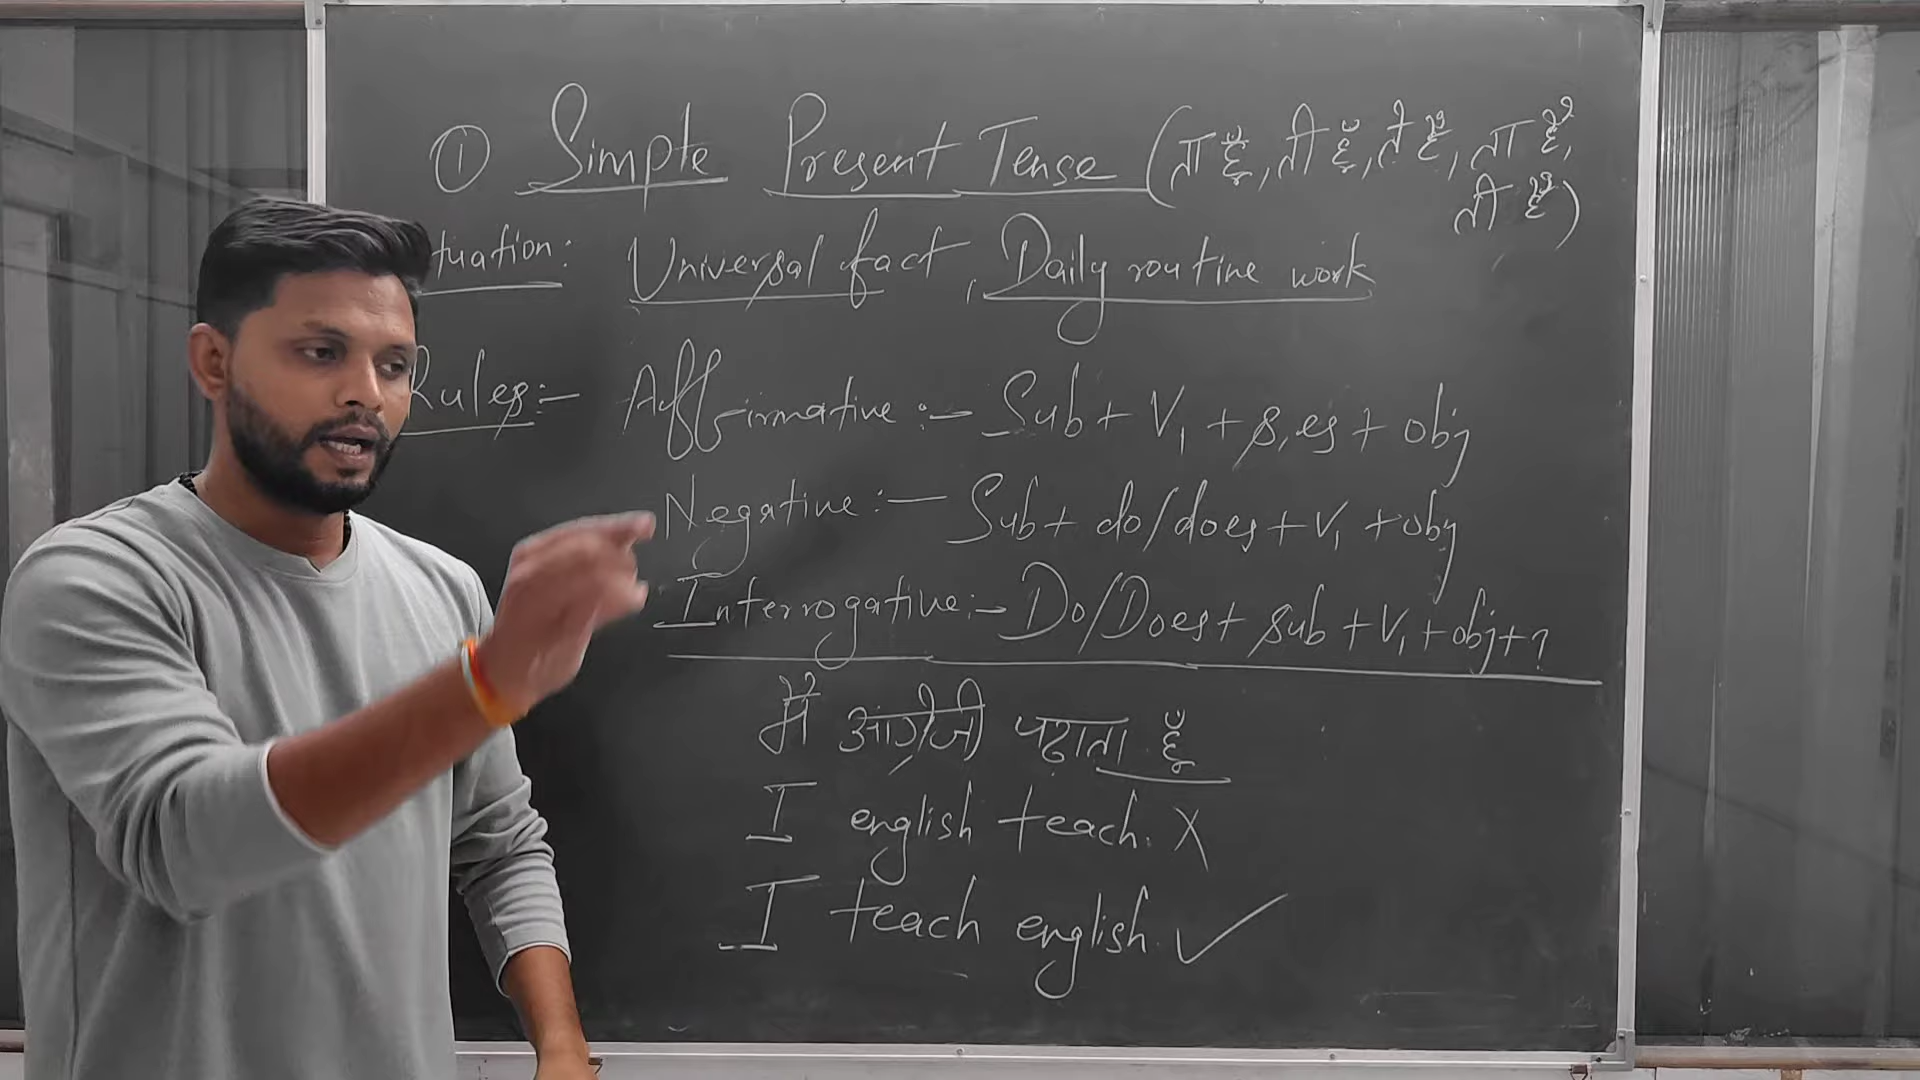 ① Simple Present Tense (ता हूँ, ती हूँ, ते हैं, ता है,
ती है)
tuation: Universal fact, Daily routine work
Rules:- Affirmative:- Sub + V1 + s, es + obj
Negative:- Sub + do/does + V1 + obj
Interrogative:- Do/Does + sub + V1 + obj + ?
मैं अंग्रेजी पढ़ाता हूँ
I english teach. X
I teach english. ✓